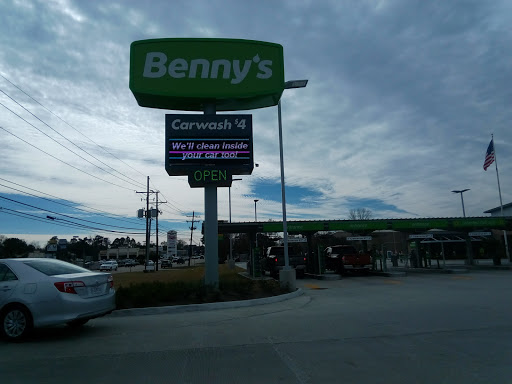 Benny's
Carwash $4
We'll clean inside
your car too!
OPEN